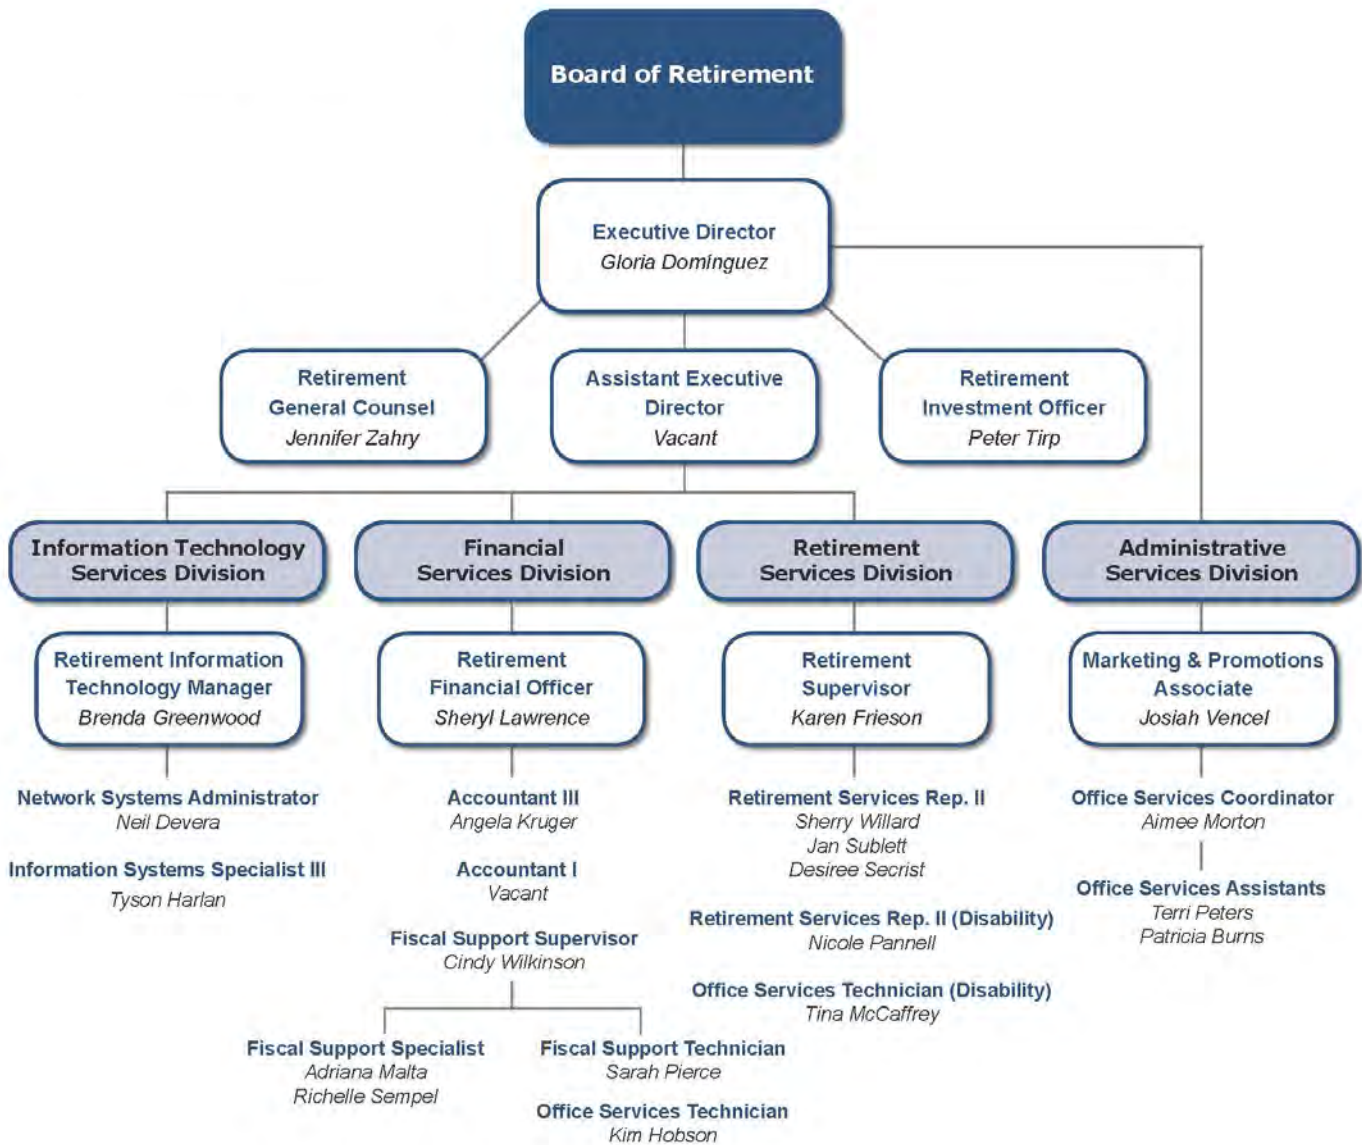 Board of Retirement
Executive Director
Gloria Domínguez
Retirement
General Counsel
Jennifer Zahry
Assistant Executive
Director
Vacant
Retirement
Investment Officer
Peter Tirp
Information Technology
Services Division
Financial
Services Division
Retirement
Services Division
Administrative
Services Division
Retirement Information
Technology Manager
Brenda Greenwood
Retirement
Financial Officer
Sheryl Lawrence
Retirement
Supervisor
Karen Frieson
Marketing & Promotions
Associate
Josiah Vencel
Network Systems Administrator
Neil Devera
Information Systems Specialist III
Tyson Harlan
Accountant III
Angela Kruger
Accountant I
Vacant
Fiscal Support Supervisor
Cindy Wilkinson
Fiscal Support Specialist
Adriana Malta
Richelle Sempel
Fiscal Support Technician
Sarah Pierce
Office Services Technician
Kim Hobson
Retirement Services Rep. II
Sherry Willard
Jan Sublett
Desiree Secrist
Retirement Services Rep. II (Disability)
Nicole Pannell
Office Services Technician (Disability)
Tina McCaffrey
Office Services Coordinator
Aimee Morton
Office Services Assistants
Terri Peters
Patricia Burns